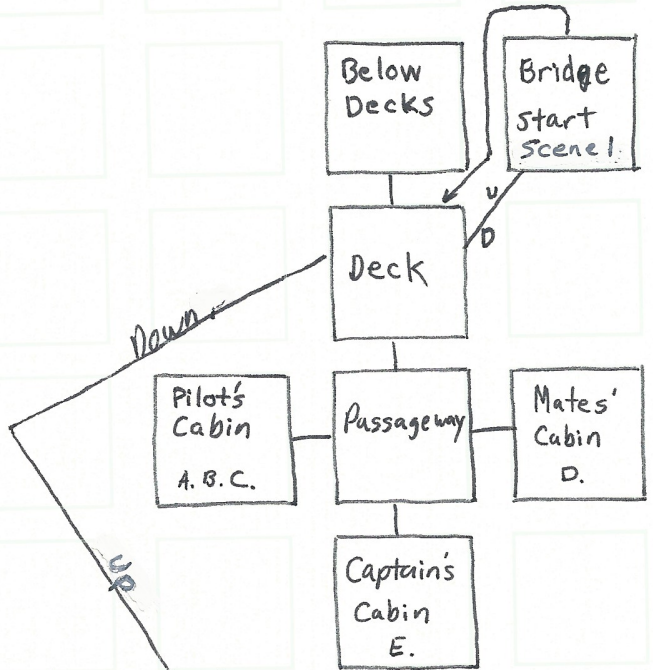 Below
Decks
Bridge
Start
Scene 1.
U
D
Deck
Down
Pilot's
Cabin
A. B. C.
Passageway
Mates'
Cabin
D.
up
Captain's
Cabin
E.